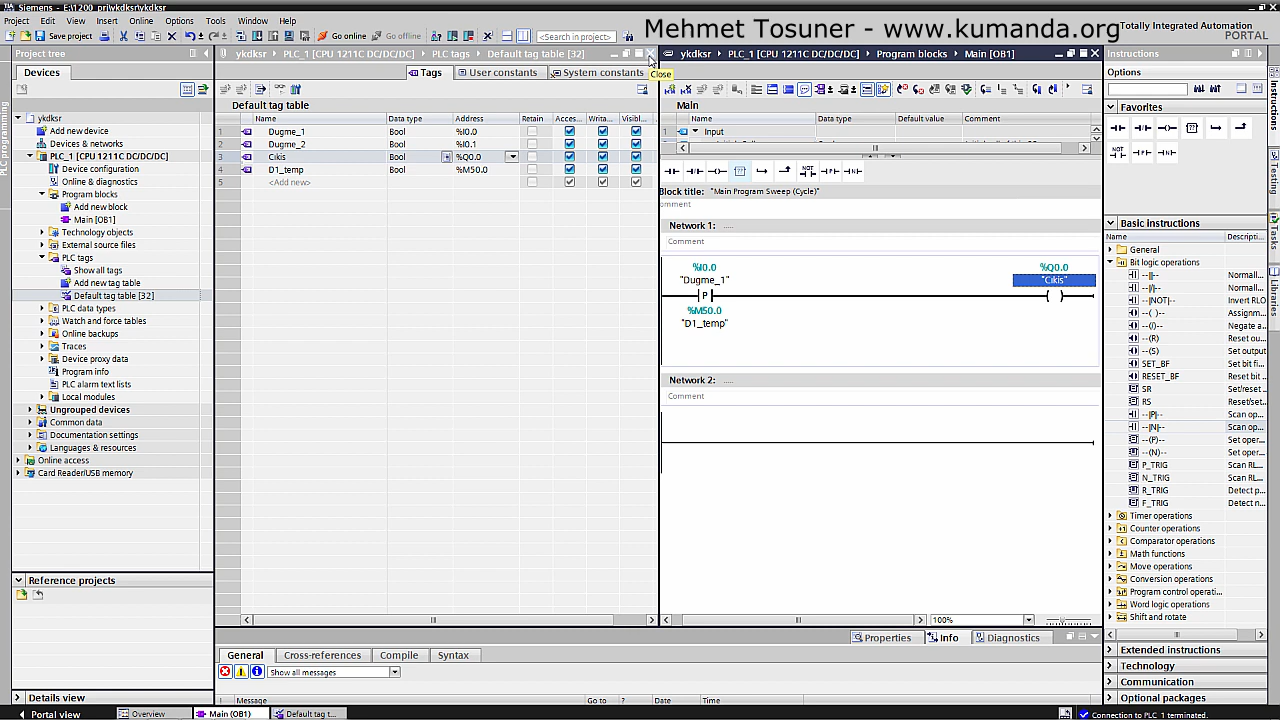 Siemens - E:\1200_prj\ykdksr\ykdksr
Mehmet Tosuner - www.kumanda.org
Project Edit View Insert Online Options Tools Window Help
Totally Integrated Automation
PORTAL
Save project
Go online
Go offline
<Search in project>
Project tree
ykdksr ▸ PLC_1 [CPU 1211C DC/DC/DC] ▸ PLC tags ▸ Default tag table [32]
ykdksr ▸ PLC_1 [CPU 1211C DC/DC/DC] ▸ Program blocks ▸ Main [OB1]
Instructions
Devices
Tags
User constants
System constants
Close
Options
PLC programming
ykdksr
Add new device
Devices & networks
PLC_1 [CPU 1211C DC/DC/DC]
Device configuration
Online & diagnostics
Program blocks
Add new block
Main [OB1]
Technology objects
External source files
PLC tags
Show all tags
Add new tag table
Default tag table [32]
PLC data types
Watch and force tables
Online backups
Traces
Device proxy data
Program info
PLC alarm text lists
Local modules
Ungrouped devices
Common data
Documentation settings
Languages & resources
Online access
Card Reader/USB memory
Reference projects
Details view
Default tag table
Name Data type Address Retain Acces... Writa... Visibl...
1 Dugme_1 Bool %I0.0
2 Dugme_2 Bool %I0.1
3 Cikis Bool %Q0.0
4 D1_temp Bool %M50.0
5 <Add new>
Main
Name Data type Default value Comment
1 Input
Block title: "Main Program Sweep (Cycle)"
omment
Network 1: .....
Comment
%I0.0
"Dugme_1"
P
%M50.0
"D1_temp"
%Q0.0
"Cikis"
Network 2: .....
Comment
100%
Properties
Info
Diagnostics
General
Cross-references
Compile
Syntax
Show all messages
! Message Go to ? Date Time
Favorites
Basic instructions
Name Descripti...
General
Bit logic operations
--||-- Normall...
--|/|-- Normall...
--|NOT|-- Invert RLO
--( )-- Assignm...
--(/)-- Negate a...
--(R) Reset ou...
--(S) Set output
SET_BF Set bit fi...
RESET_BF Reset bit ...
SR Set/reset...
RS Reset/set...
--|P|-- Scan op...
--|N|-- Scan op...
--(P)-- Set oper...
--(N)-- Set oper...
P_TRIG Scan RL...
N_TRIG Scan RL...
R_TRIG Detect p...
F_TRIG Detect n...
Timer operations
Counter operations
Comparator operations
Math functions
Move operations
Conversion operations
Program control operati...
Word logic operations
Shift and rotate
Extended instructions
Technology
Communication
Optional packages
Instructions
Testing
Tasks
Libraries
Portal view
Overview
Main (OB1)
Default tag t...
Connection to PLC_1 terminated.